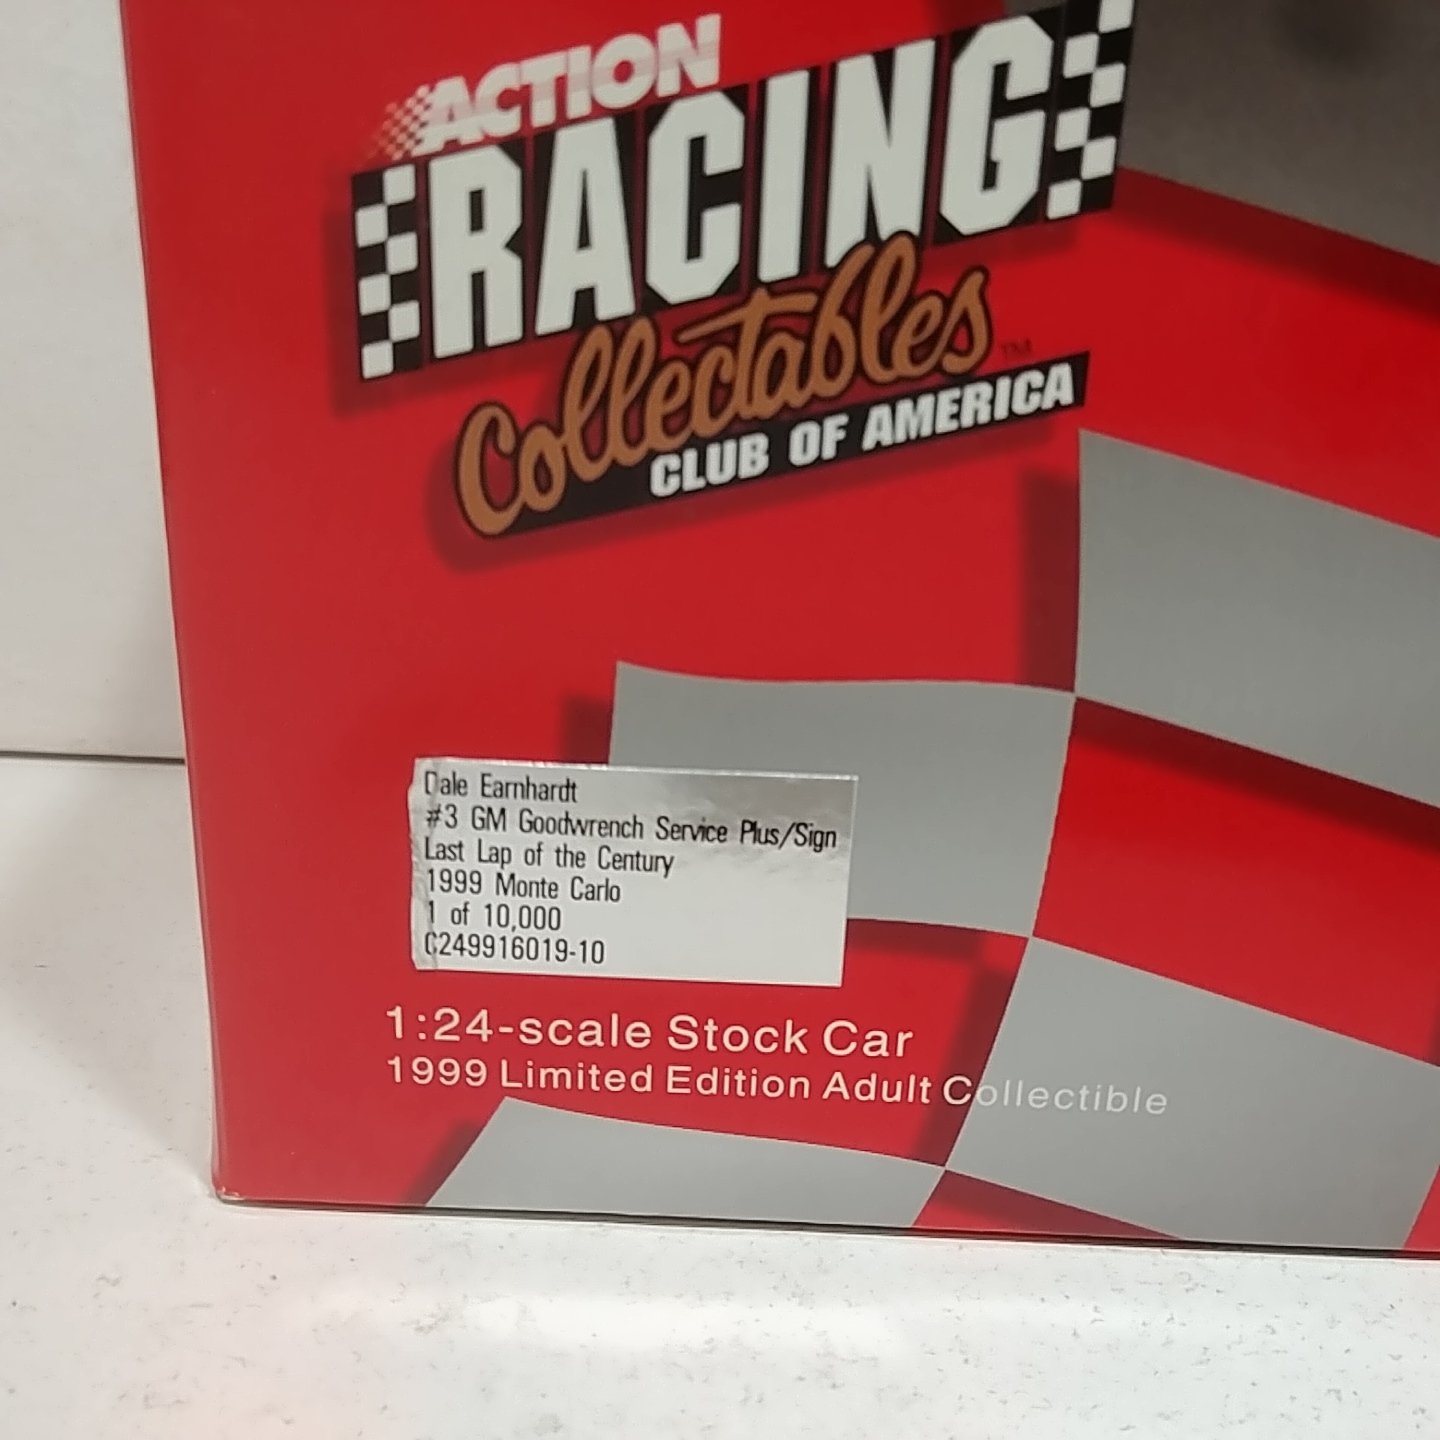 ACTION
RACING
Collectables™
CLUB OF AMERICA
Dale Earnhardt
#3 GM Goodwrench Service Plus/Sign
Last Lap of the Century
1999 Monte Carlo
1 of 10,000
C249916019-10
1:24-scale Stock Car
1999 Limited Edition Adult Collectible